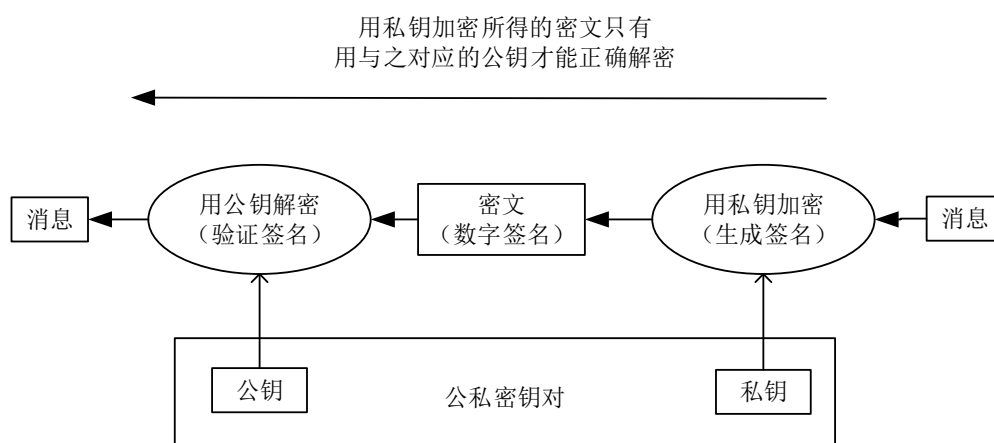 用私钥加密所得的密文只有
用与之对应的公钥才能正确解密
消息
用公钥解密
（验证签名）
密文
（数字签名）
用私钥加密
（生成签名）
消息
公钥
公私密钥对
私钥